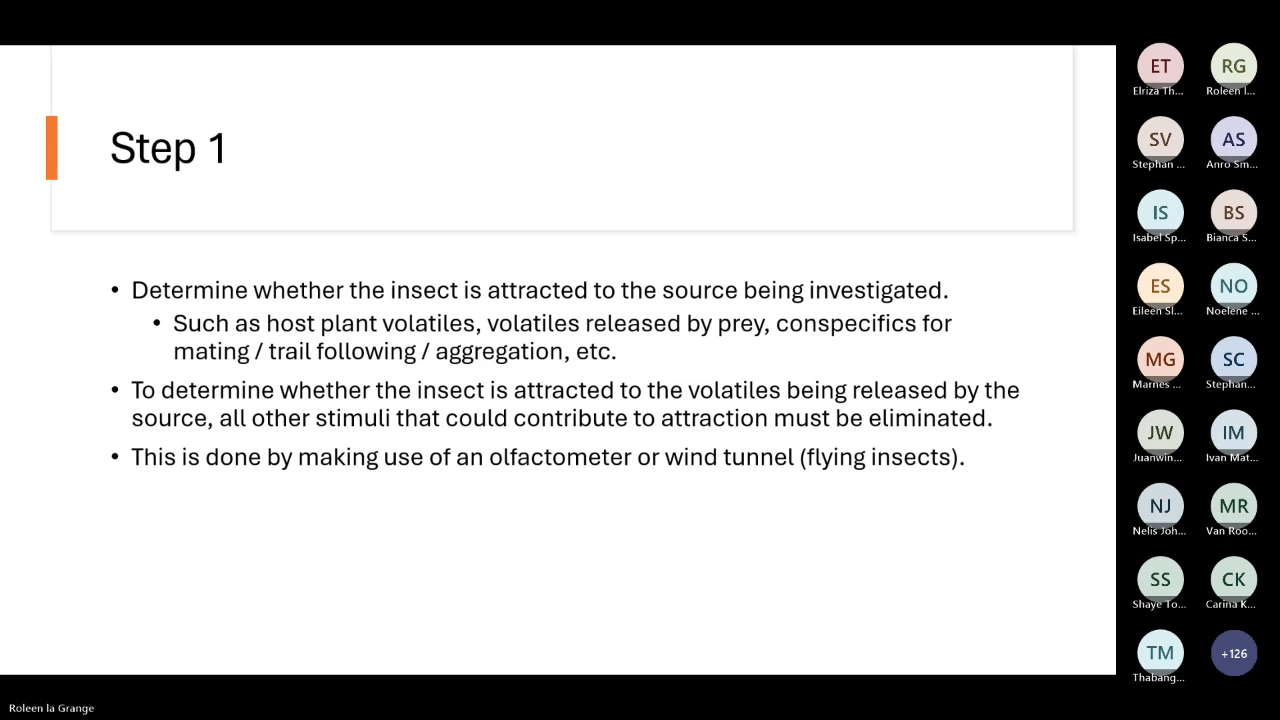 Step 1
• Determine whether the insect is attracted to the source being investigated.
• Such as host plant volatiles, volatiles released by prey, conspecifics for
mating / trail following / aggregation, etc.
• To determine whether the insect is attracted to the volatiles being released by the
source, all other stimuli that could contribute to attraction must be eliminated.
• This is done by making use of an olfactometer or wind tunnel (flying insects).
ET RG
Elriza Th... Roleen l...
SV AS
Stephan ... Anro Sm...
IS BS
Isabel Sp... Bianca S...
ES NO
Eileen Sl... Noelene ...
MG SC
Marnes ... Stephan...
JW IM
Juanwin... Ivan Mat...
NJ MR
Nelis Joh... Van Roo...
SS CK
Shaye To... Carina K...
TM +126
Thabang...
Roleen la Grange